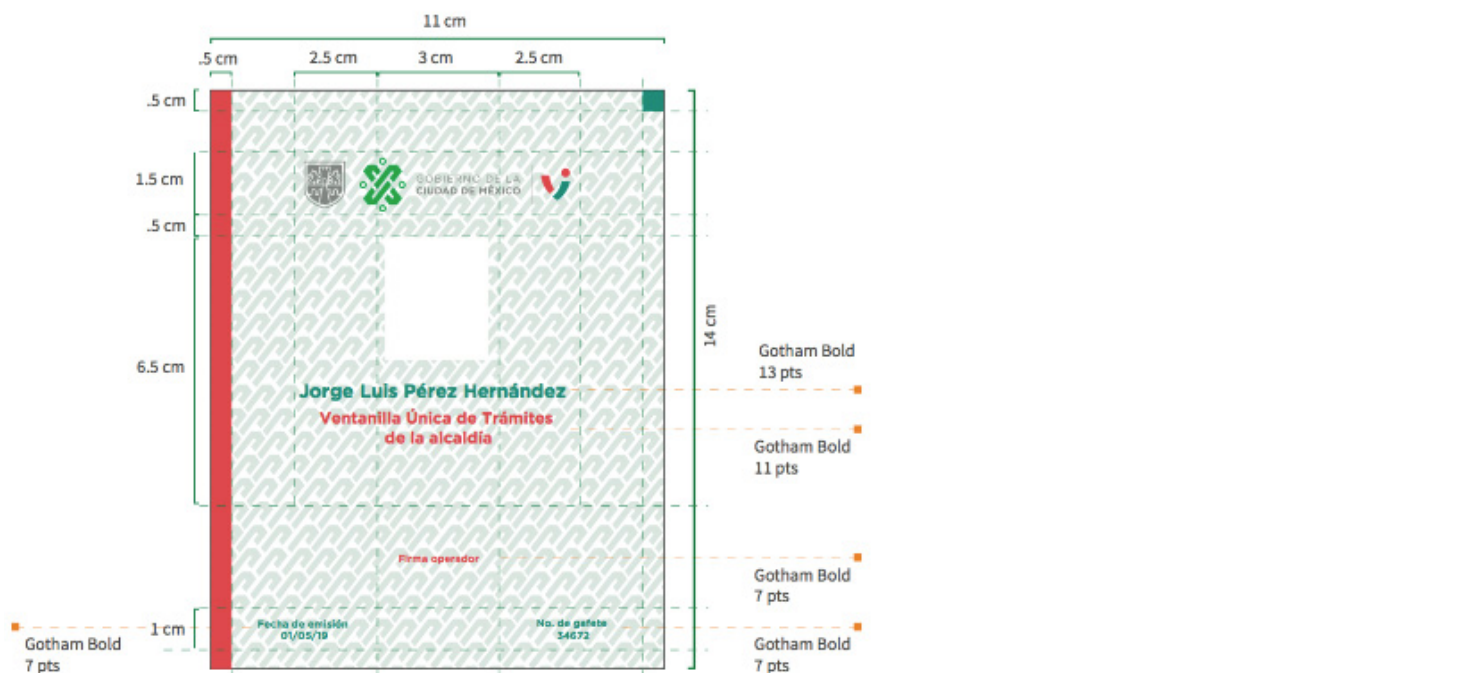 11 cm
.5 cm 2.5 cm 3 cm 2.5 cm
.5 cm
1.5 cm
GOBIERNO DE LA
CIUDAD DE MÉXICO
.5 cm
14 cm
6.5 cm
Gotham Bold
13 pts
Jorge Luis Pérez Hernández
Ventanilla Única de Trámites
de la alcaldía
Gotham Bold
11 pts
Firma operador
Gotham Bold
7 pts
1 cm
Fecha de emisión
01/05/19
No. de gafete
34672
Gotham Bold
7 pts
Gotham Bold
7 pts